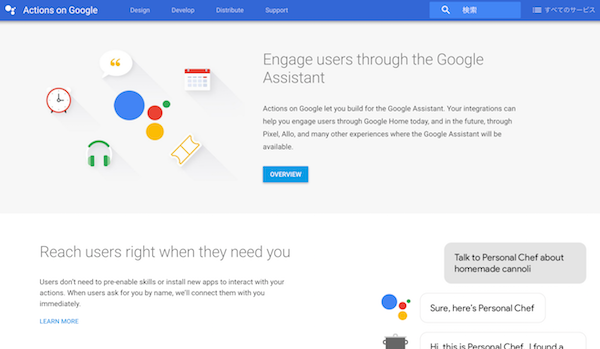 Actions on Google
Design
Develop
Distribute
Support
検索
すべてのサービス
Engage users through the Google
Assistant
Actions on Google let you build for the Google Assistant. Your integrations can
help you engage users through Google Home today, and in the future, through
Pixel, Allo, and many other experiences where the Google Assistant will be
available.
OVERVIEW
Reach users right when they need you
Users don't need to pre-enable skills or install new apps to interact with your
actions. When users ask for you by name, we'll connect them with you
immediately.
LEARN MORE
Talk to Personal Chef about
homemade cannoli
Sure, here's Personal Chef
Hi, this is Personal Chef. I found a